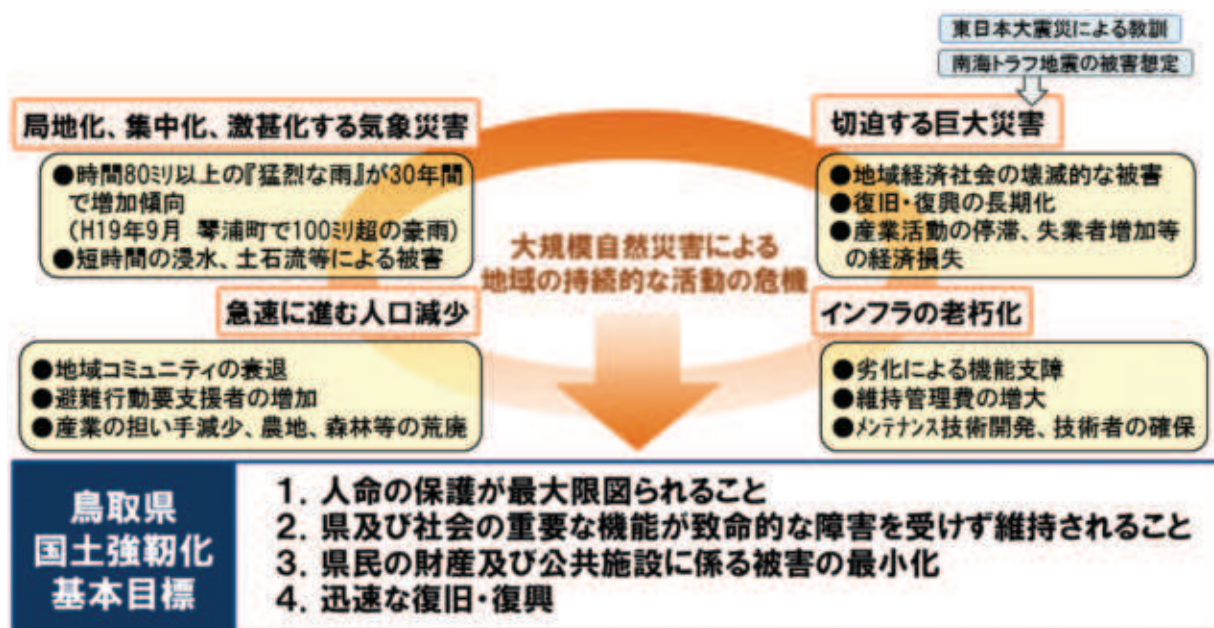 東日本大震災による教訓
南海トラフ地震の被害想定
局地化、集中化、激甚化する気象災害
●時間80ミリ以上の『猛烈な雨』が30年間
で増加傾向
(H19年9月 琴浦町で100ミリ超の豪雨)
●短時間の浸水、土石流等による被害
切迫する巨大災害
●地域経済社会の壊滅的な被害
●復旧・復興の長期化
●産業活動の停滞、失業者増加等
の経済損失
大規模自然災害による
地域の持続的な活動の危機
急速に進む人口減少
●地域コミュニティの衰退
●避難行動要支援者の増加
●産業の担い手減少、農地、森林等の荒廃
インフラの老朽化
●劣化による機能支障
●維持管理費の増大
●メンテナンス技術開発、技術者の確保
鳥取県
国土強靭化
基本目標
1. 人命の保護が最大限図られること
2. 県及び社会の重要な機能が致命的な障害を受けず維持されること
3. 県民の財産及び公共施設に係る被害の最小化
4. 迅速な復旧・復興